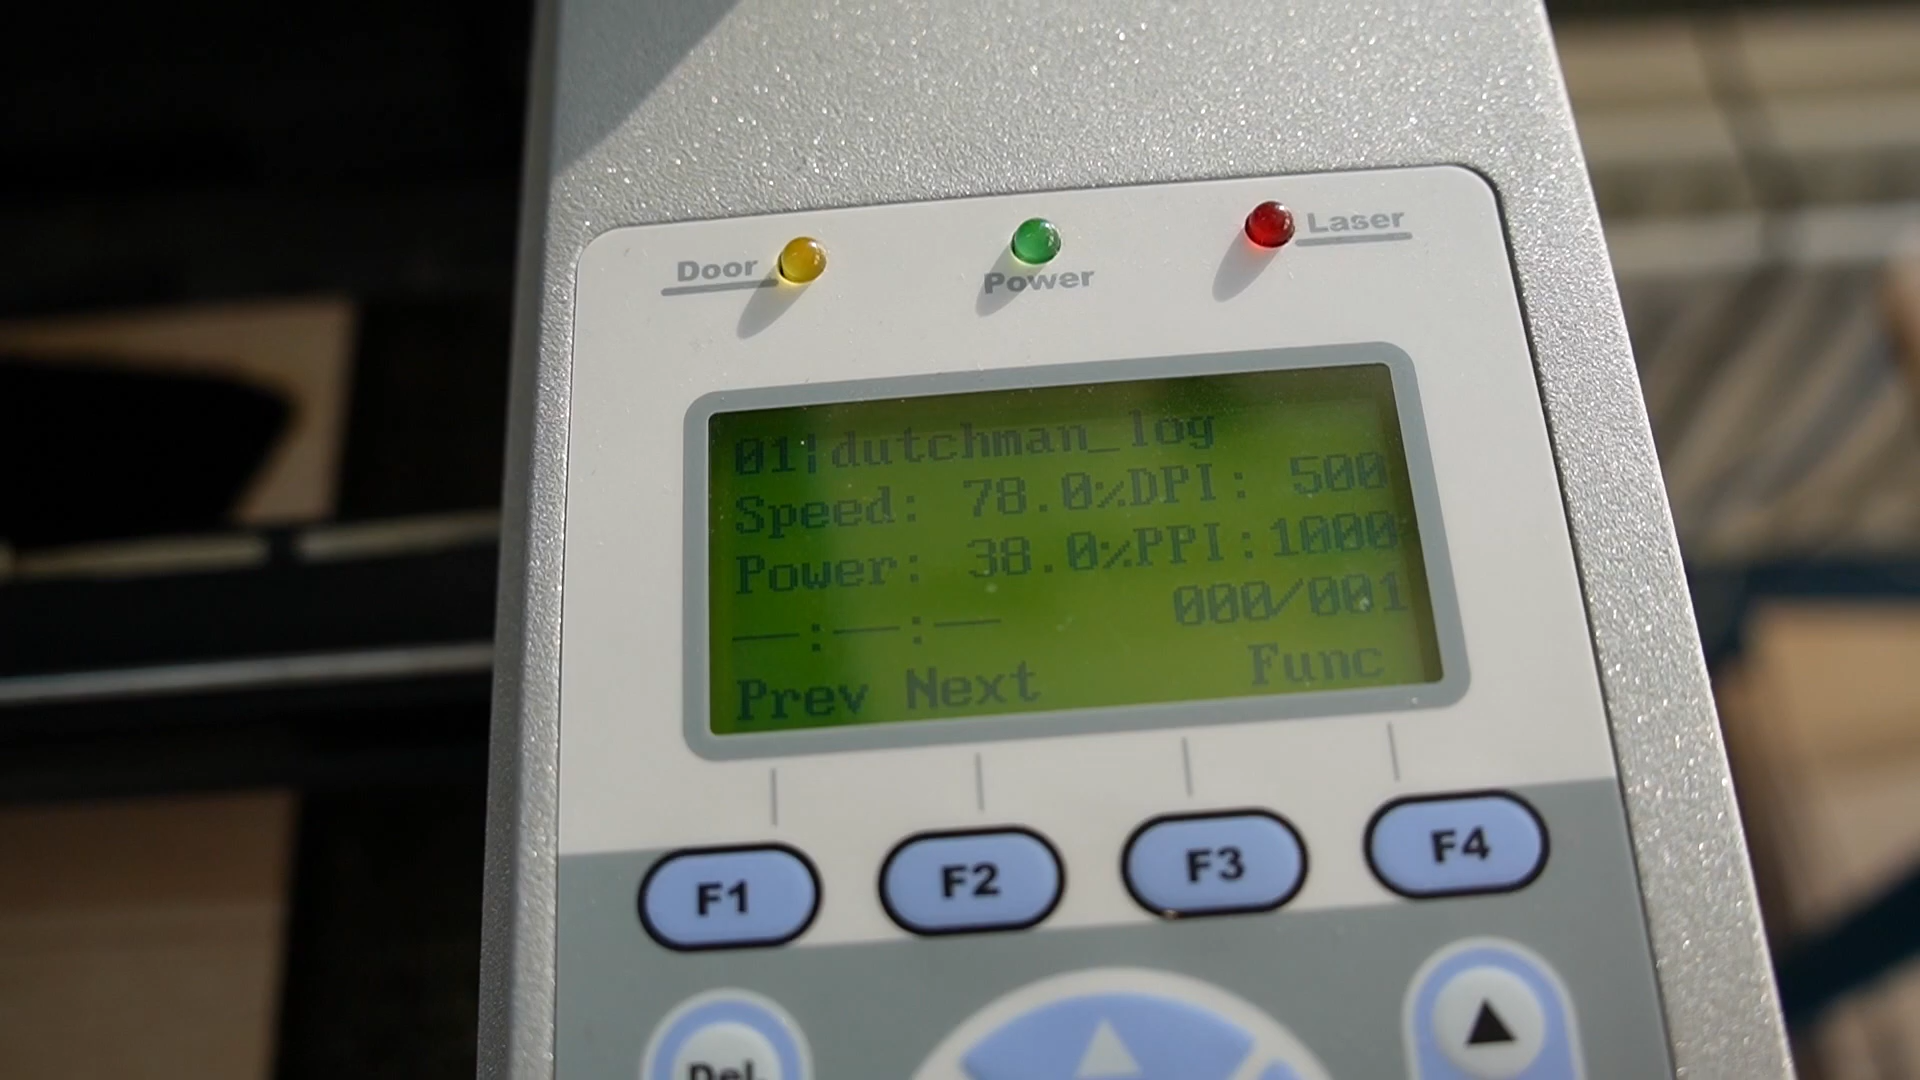 Door Power Laser
01|dutchman_log
Speed: 78.0%DPI: 500
Power: 38.0%PPI:1000
——:——:—— 000/001
Prev Next Func
F1 F2 F3 F4
Del